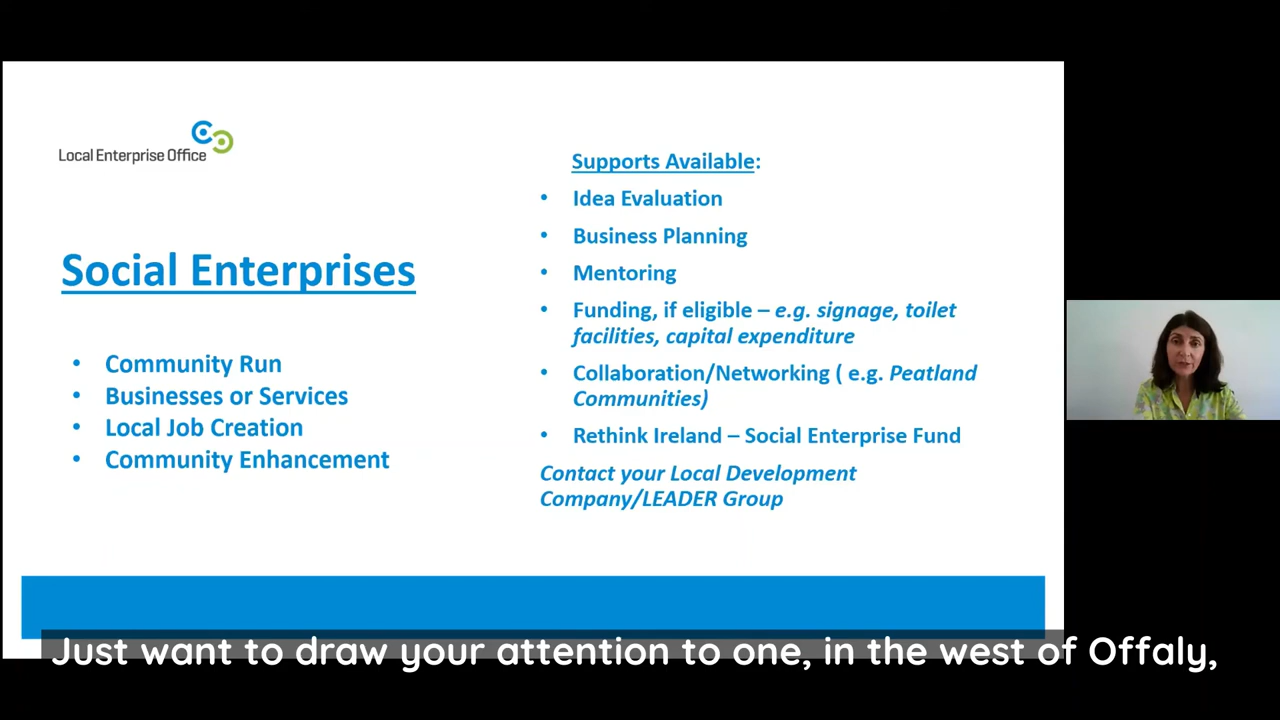 Local Enterprise Office
Social Enterprises
• Community Run
• Businesses or Services
• Local Job Creation
• Community Enhancement
Supports Available:
• Idea Evaluation
• Business Planning
• Mentoring
• Funding, if eligible – e.g. signage, toilet
facilities, capital expenditure
• Collaboration/Networking ( e.g. Peatland
Communities)
• Rethink Ireland – Social Enterprise Fund
Contact your Local Development
Company/LEADER Group
Just want to draw your attention to one, in the west of Offaly,